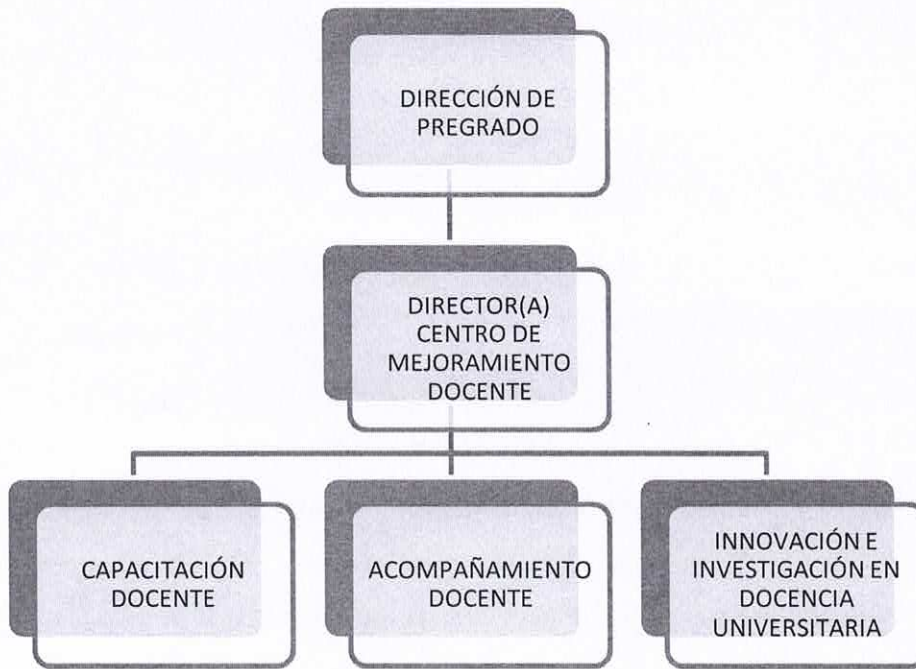 DIRECCIÓN DE
PREGRADO
DIRECTOR(A)
CENTRO DE
MEJORAMIENTO
DOCENTE
CAPACITACIÓN
DOCENTE
ACOMPAÑAMIENTO
DOCENTE
INNOVACIÓN E
INVESTIGACIÓN EN
DOCENCIA
UNIVERSITARIA